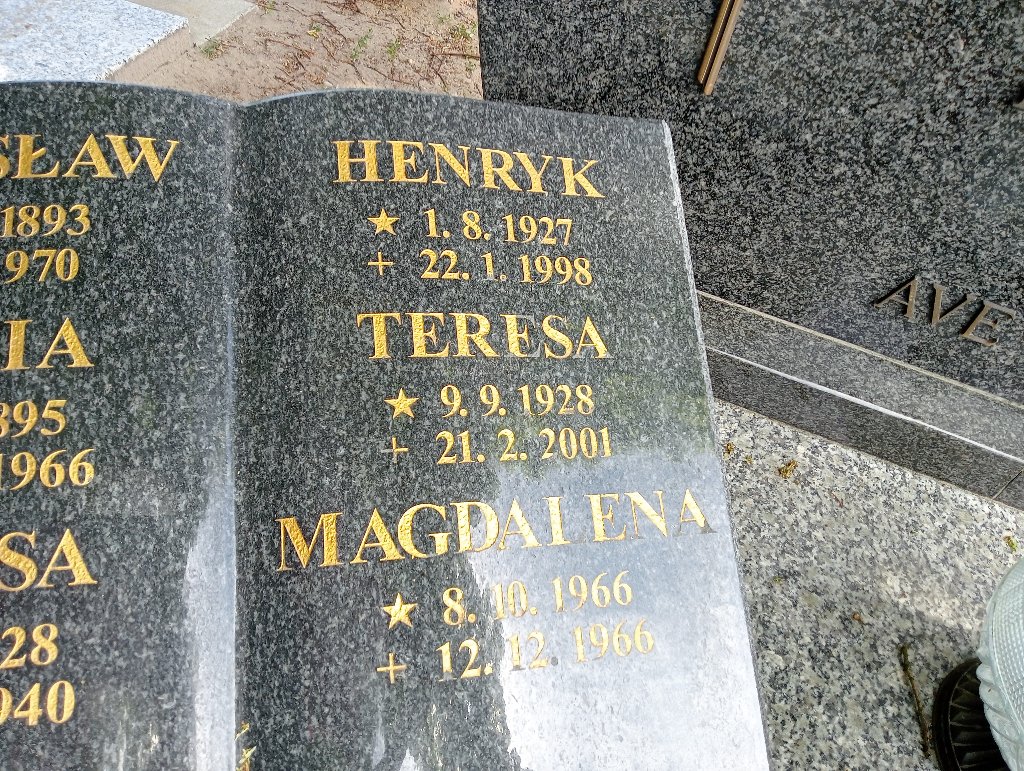 SŁAW
1893
970
IA
895
1966
SA
28
940
HENRYK
★ 1. 8. 1927
+ 22. 1. 1998
TERESA
★ 9. 9. 1928
+ 21. 2. 2001
MAGDALENA
★ 8. 10. 1966
+ 12. 12. 1966
AVE